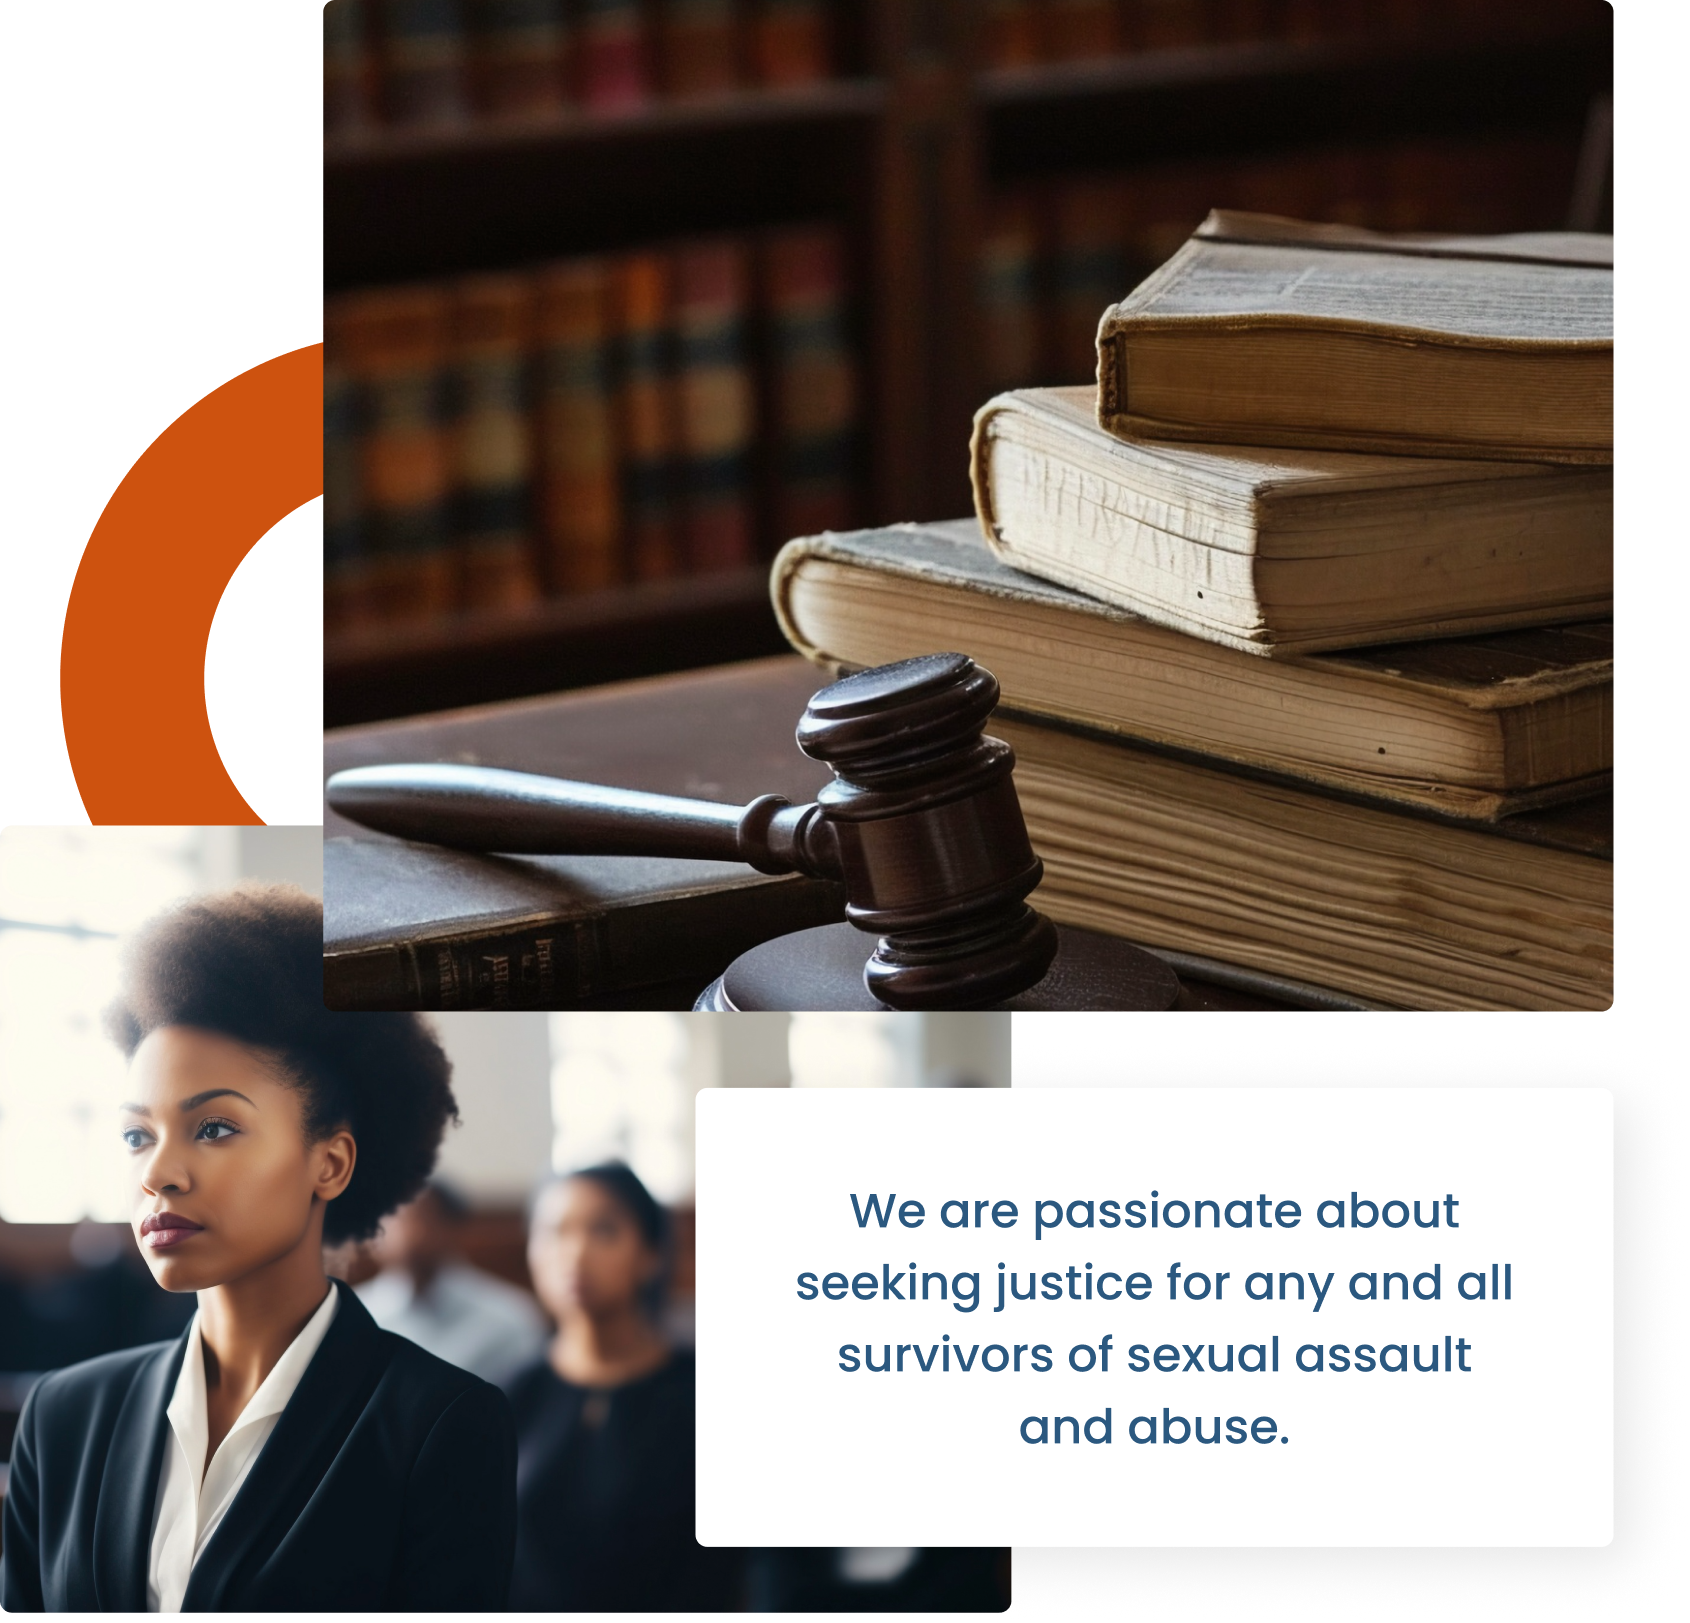 We are passionate about
seeking justice for any and all
survivors of sexual assault
and abuse.